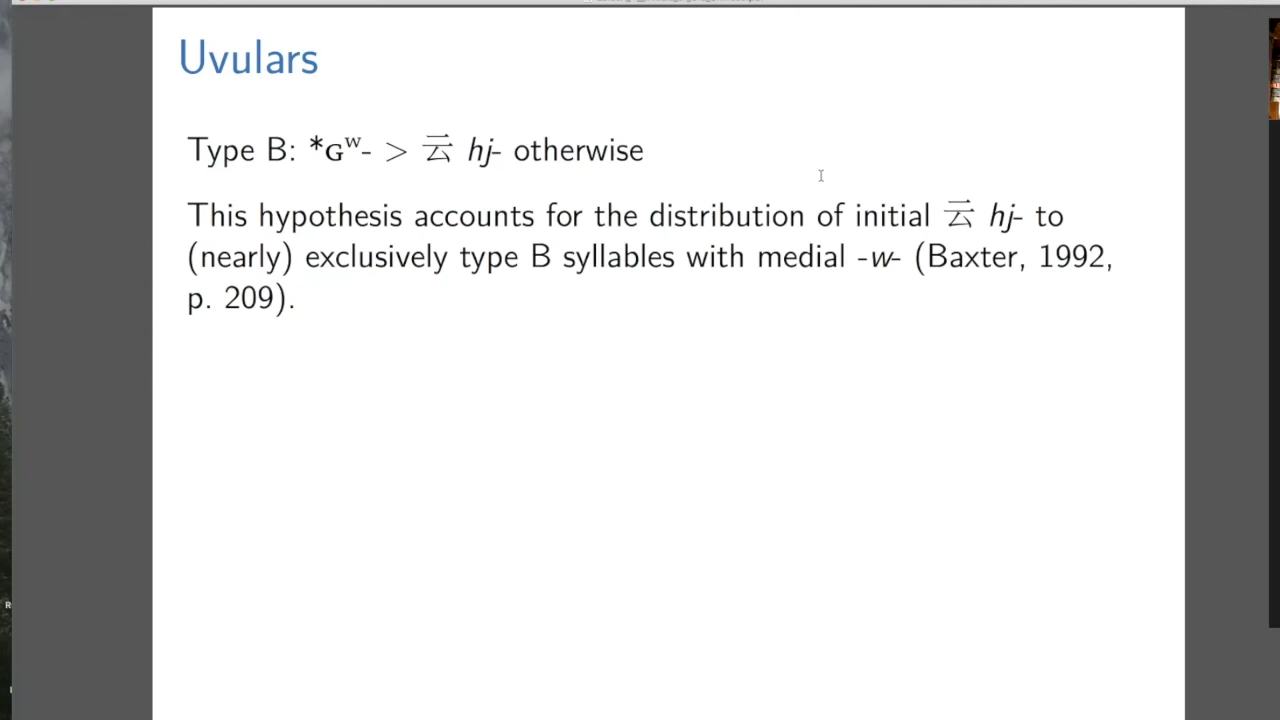 Uvulars
Type B: *ɢʷ- > 云 hj- otherwise
This hypothesis accounts for the distribution of initial 云 hj- to
(nearly) exclusively type B syllables with medial -w- (Baxter, 1992,
p. 209).